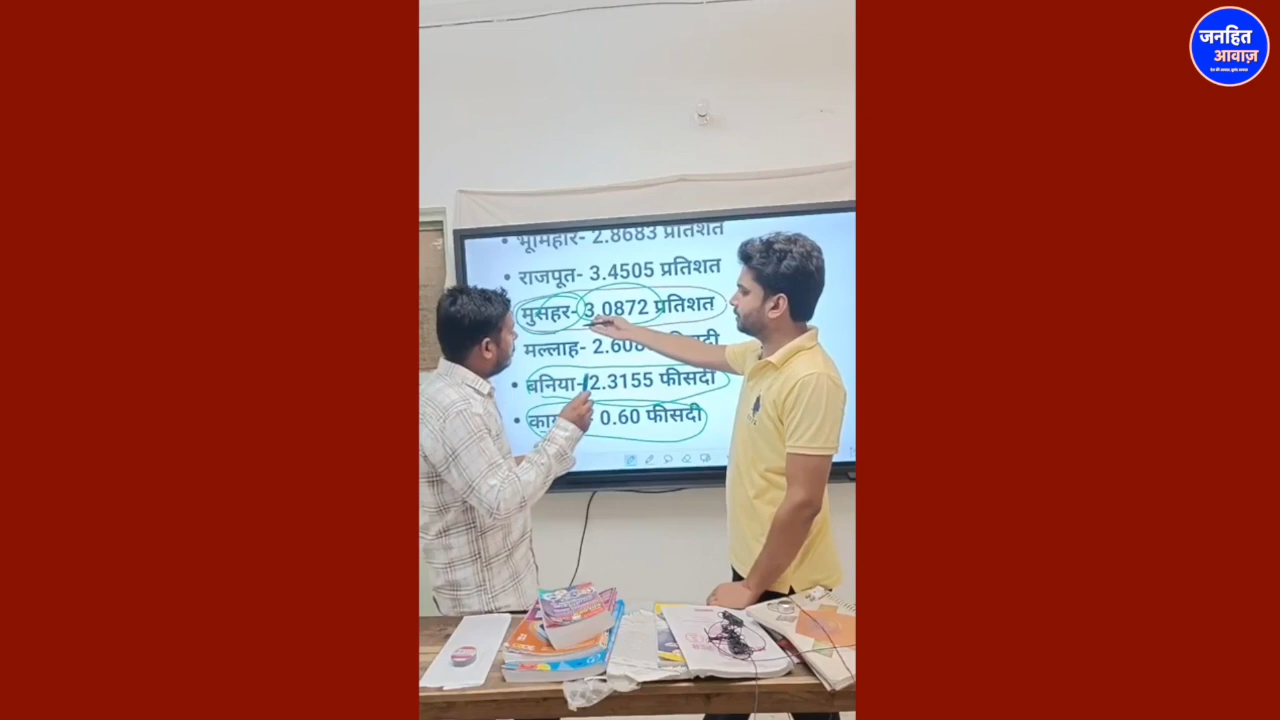 जनहित
आवाज़
भूमिहार- 2.8683 प्रतिशत
• राजपूत- 3.4505 प्रतिशत
मुसहर- 3.0872 प्रतिशत
मल्लाह- 2.608
• बनिया- 2.3155 फीसदी
• 0.60 फीसदी